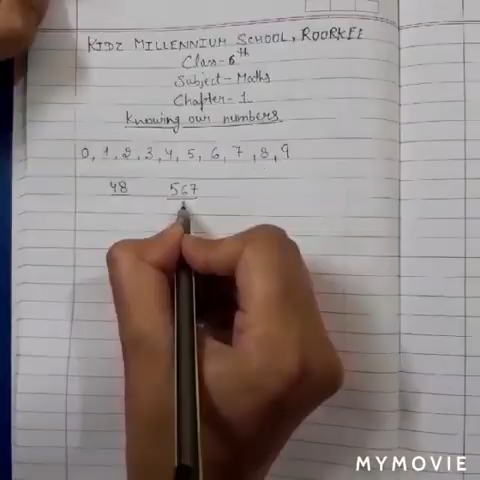 KIDZ MILLENNIUM SCHOOL, ROORKEE
Class-6th
Subject-Maths
Chapter-1
Knowing our numbers
0, 1, 2, 3, 4, 5, 6, 7, 8, 9
48 567
MYMOVIE